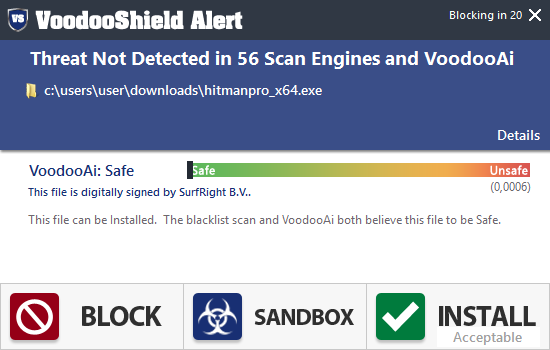 VS VoodooShield Alert
Blocking in 20
Threat Not Detected in 56 Scan Engines and VoodooAi
c:\users\user\downloads\hitmanpro_x64.exe
Details
VoodooAi: Safe
Safe
Unsafe
(0,0006)
This file is digitally signed by SurfRight B.V..
This file can be Installed. The blacklist scan and VoodooAi both believe this file to be Safe.
BLOCK
SANDBOX
INSTALL
Acceptable